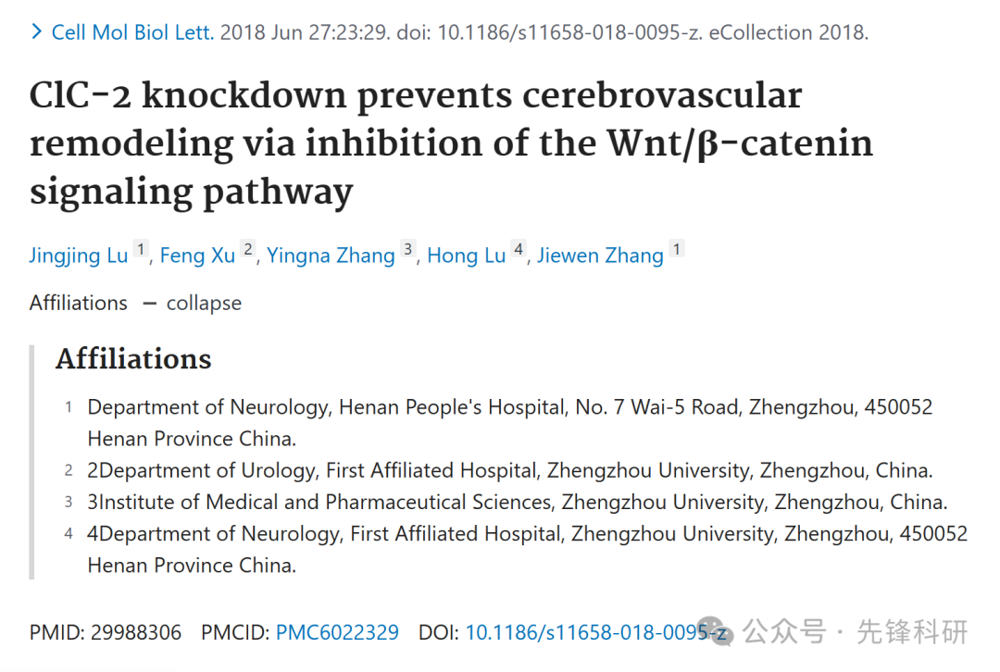 > Cell Mol Biol Lett. 2018 Jun 27:23:29. doi: 10.1186/s11658-018-0095-z. eCollection 2018.
ClC-2 knockdown prevents cerebrovascular
remodeling via inhibition of the Wnt/β-catenin
signaling pathway
Jingjing Lu 1, Feng Xu 2, Yingna Zhang 3, Hong Lu 4, Jiewen Zhang 1
Affiliations − collapse
Affiliations
1 Department of Neurology, Henan People's Hospital, No. 7 Wai-5 Road, Zhengzhou, 450052
Henan Province China.
2 2Department of Urology, First Affiliated Hospital, Zhengzhou University, Zhengzhou, China.
3 3Institute of Medical and Pharmaceutical Sciences, Zhengzhou University, Zhengzhou, China.
4 4Department of Neurology, First Affiliated Hospital, Zhengzhou University, Zhengzhou, 450052
Henan Province China.
PMID: 29988306 PMCID: PMC6022329 DOI: 10.1186/s11658-018-0095-z
公众号 · 先锋科研